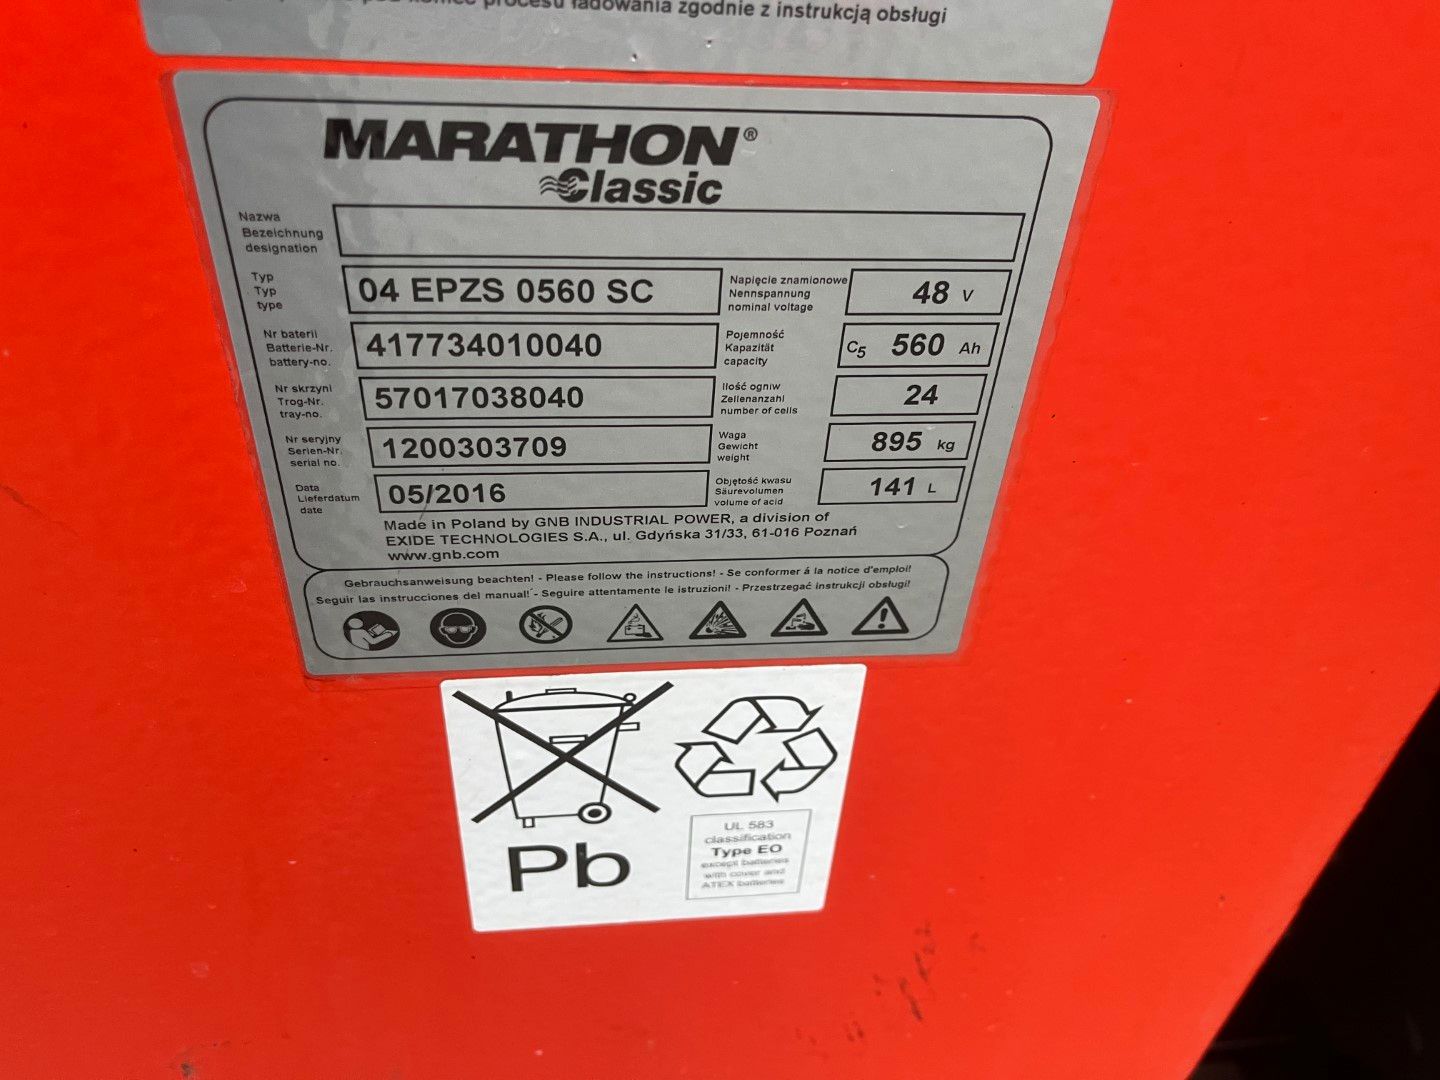 końiec procesu ładowania zgodnie z instrukcją obsługi
MARATHON®
Classic
Nazwa
Bezeichnung
designation
Typ
Typ
type
04 EPZS 0560 SC
Napięcie znamionowe
Nennspannung
nominal voltage
48 V
Nr baterii
Batterie-Nr.
battery-no.
417734010040
Pojemność
Kapazität
capacity
C5 560 Ah
Nr skrzyni
Trog-Nr.
tray-no.
57017038040
Ilość ogniw
Zellenanzahl
number of cells
24
Nr seryjny
Serien-Nr.
serial no.
1200303709
Waga
Gewicht
weight
895 kg
Data
Lieferdatum
date
05/2016
Objętość kwasu
Säurevolumen
volume of acid
141 L
Made in Poland by GNB INDUSTRIAL POWER, a division of
EXIDE TECHNOLOGIES S.A., ul. Gdyńska 31/33, 61-016 Poznań
www.gnb.com
Gebrauchsanweisung beachten! - Please follow the instructions! - Se conformer á la notice d'emploi!
Seguir las instrucciones del manual! - Seguire attentamente le istruzioni! - Przestrzegać instrukcji obsługi!
Pb
UL 583
classification
Type EO
except batteries
with cover and
ATEX batteries